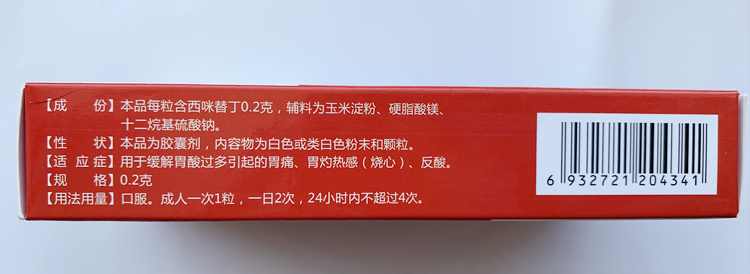 【成　份】本品每粒含西咪替丁0.2克，辅料为玉米淀粉、硬脂酸镁、
十二烷基硫酸钠。
【性　状】本品为胶囊剂，内容物为白色或类白色粉末和颗粒。
【适 应 症】用于缓解胃酸过多引起的胃痛、胃灼热感（烧心）、反酸。
【规　格】0.2克
【用法用量】口服。成人一次1粒，一日2次，24小时内不超过4次。
6 932721 204341